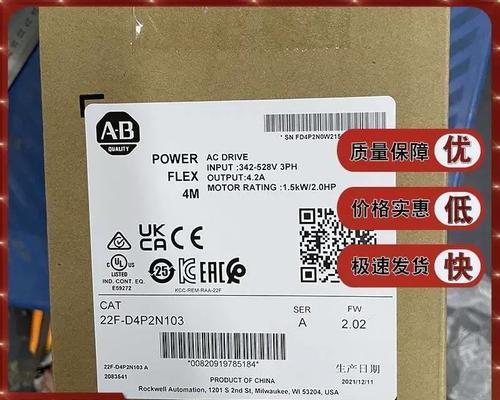 A-B
QUALITY
* SN FD4P2N0W215
POWER
FLEX
4M
AC DRIVE
INPUT :342-528V 3PH
OUTPUT:4.2A
MOTOR RATING :1.5kW/2.0HP
质量保障 优
价格实惠 低
极速发货 快
UK
CA CE
UL
LISTED
IND. CONT. EQ.
E59272
25
EAC
KCC-REM-RAA-22F
CAT
22F-D4P2N103
SER
A
FW
2.02
22F-D4P2N103 A
2083541
*00820919785184*
生产日期
2021/12/11
PRODUCT OF CHINA
Rockwell Automation, 1201 S 2nd St, Milwaukee, WI 53204, USA